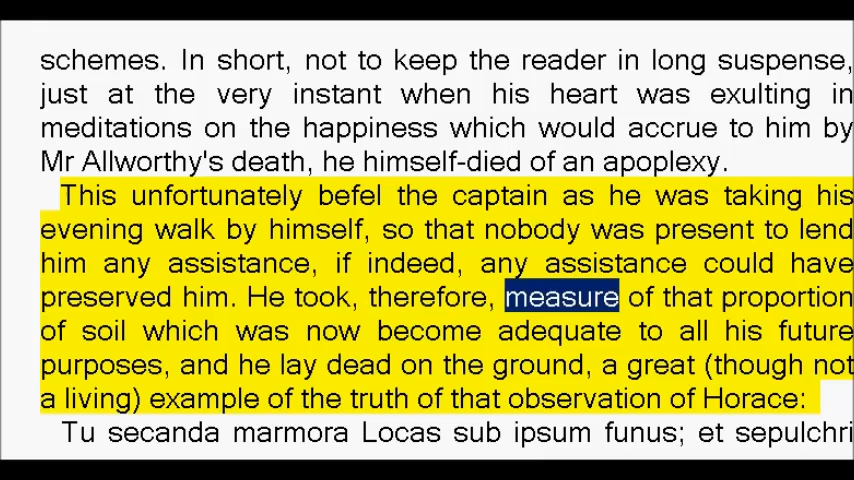 schemes. In short, not to keep the reader in long suspense,
just at the very instant when his heart was exulting in
meditations on the happiness which would accrue to him by
Mr Allworthy's death, he himself-died of an apoplexy.
This unfortunately befel the captain as he was taking his
evening walk by himself, so that nobody was present to lend
him any assistance, if indeed, any assistance could have
preserved him. He took, therefore, measure of that proportion
of soil which was now become adequate to all his future
purposes, and he lay dead on the ground, a great (though not
a living) example of the truth of that observation of Horace:
Tu secanda marmora Locas sub ipsum funus; et sepulchri